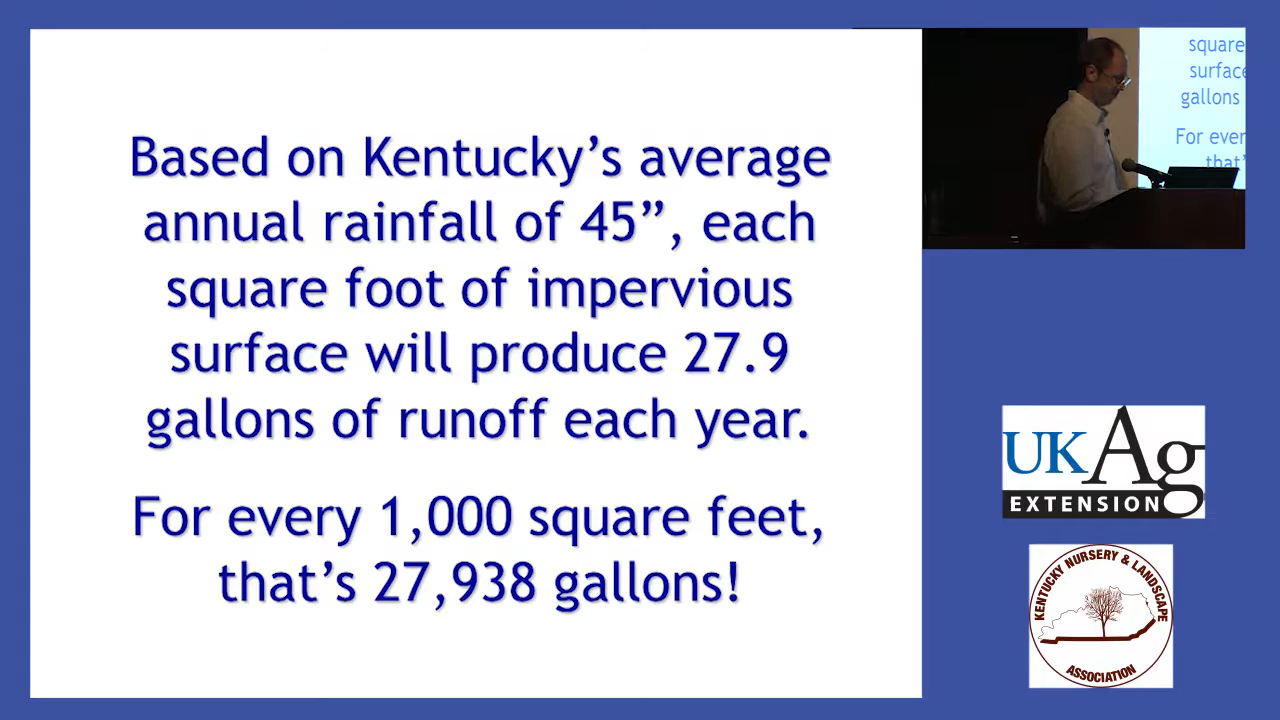 Based on Kentucky’s average
annual rainfall of 45”, each
square foot of impervious
surface will produce 27.9
gallons of runoff each year.
For every 1,000 square feet,
that’s 27,938 gallons!
square
surface
gallons
For ever
that’
UKAg
EXTENSION
KENTUCKY NURSERY & LANDSCAPE
ASSOCIATION